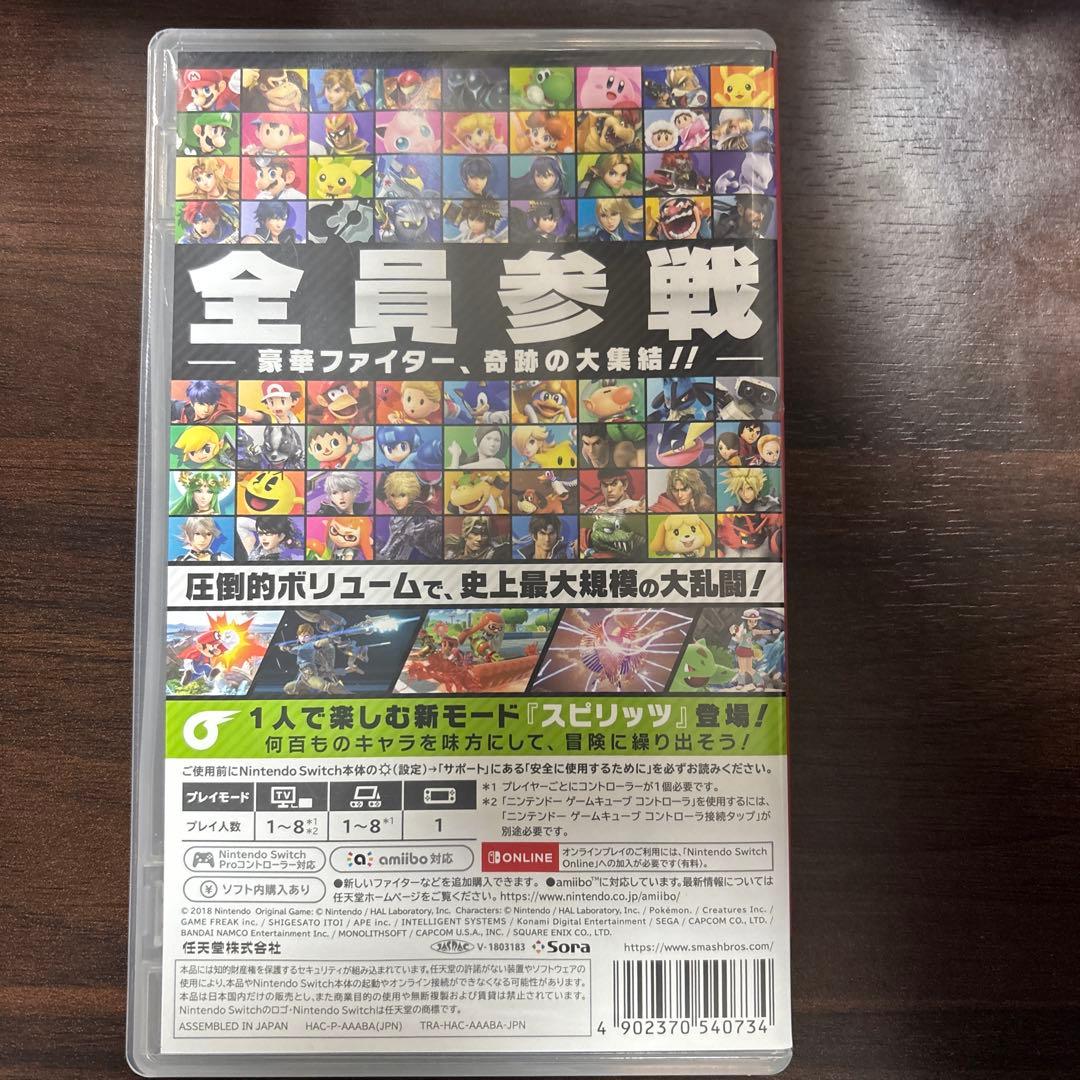 全員参戦
豪華ファイター、奇跡の大集結!!
圧倒的ボリュームで、史上最大規模の大乱闘!
1人で楽しむ新モード『スピリッツ』登場!
何百ものキャラを味方にして、冒険に繰り出そう!
ご使用前にNintendo Switch本体の(設定)→「サポート」にある「安全に使用するために」を必ずお読みください。
プレイモード TV
プレイ人数 1~8*1*2 1~8*1 1
*1 プレイヤーごとにコントローラーが1個必要です。
*2 「ニンテンドー ゲームキューブ コントローラ」を使用するには、
「ニンテンドー ゲームキューブ コントローラ接続タップ」が
別途必要です。
Nintendo Switch
Proコントローラー対応
amiibo対応
ONLINE
オンラインプレイのご利用には、「Nintendo Switch
Online」への加入が必要です(有料)。
¥ ソフト内購入あり
●新しいファイターなどを追加購入できます。 ●amiibo™に対応しています。最新情報については
任天堂ホームページをご覧ください。https://www.nintendo.co.jp/amiibo/
© 2018 Nintendo Original Game: © Nintendo / HAL Laboratory, Inc. Characters: © Nintendo / HAL Laboratory, Inc. / Pokémon. / Creatures Inc. /
GAME FREAK inc. / SHIGESATO ITOI / APE inc. / INTELLIGENT SYSTEMS / Konami Digital Entertainment / SEGA / CAPCOM CO., LTD. /
BANDAI NAMCO Entertainment Inc. / MONOLITHSOFT / CAPCOM U.S.A., INC. / SQUARE ENIX CO., LTD.
任天堂株式会社
JASRAC V-1803183 Sora https://www.smashbros.com/
本品には知的財産権を保護するセキュリティが組み込まれています。任天堂の許諾がない装置やソフトウェアの
使用により、本品やNintendo Switch本体の起動やオンライン接続ができなくなる可能性があります。
本品は日本国内だけの販売とし、また商業目的の使用や無断複製および賃貸は禁止されています。
Nintendo Switchのロゴ・Nintendo Switchは任天堂の商標です。
ASSEMBLED IN JAPAN HAC-P-AAABA(JPN) TRA-HAC-AAABA-JPN
4 902370 540734